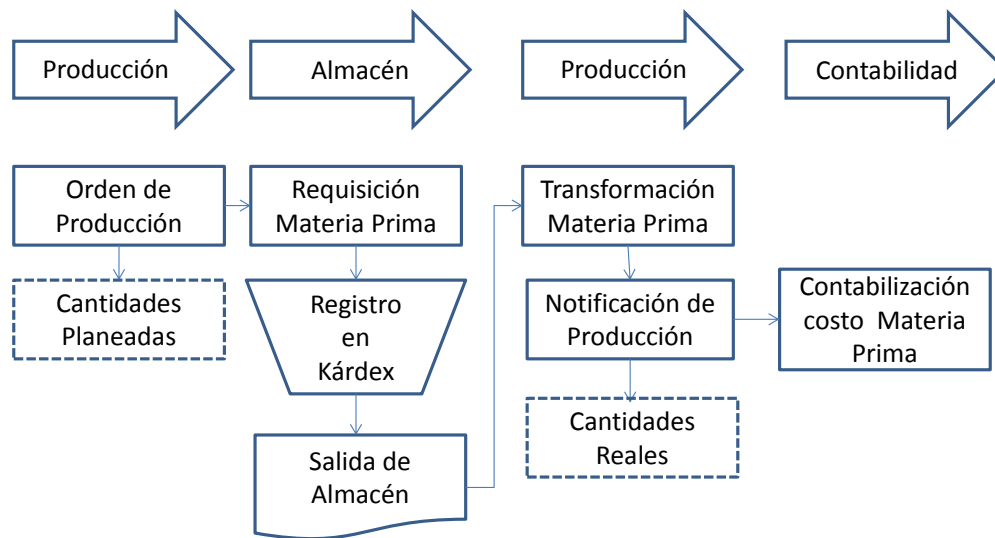 Producción
Almacén
Producción
Contabilidad
Orden de
Producción
Requisición
Materia Prima
Transformación
Materia Prima
Cantidades
Planeadas
Registro
en
Kárdex
Notificación de
Producción
Contabilización
costo Materia
Prima
Salida de
Almacén
Cantidades
Reales